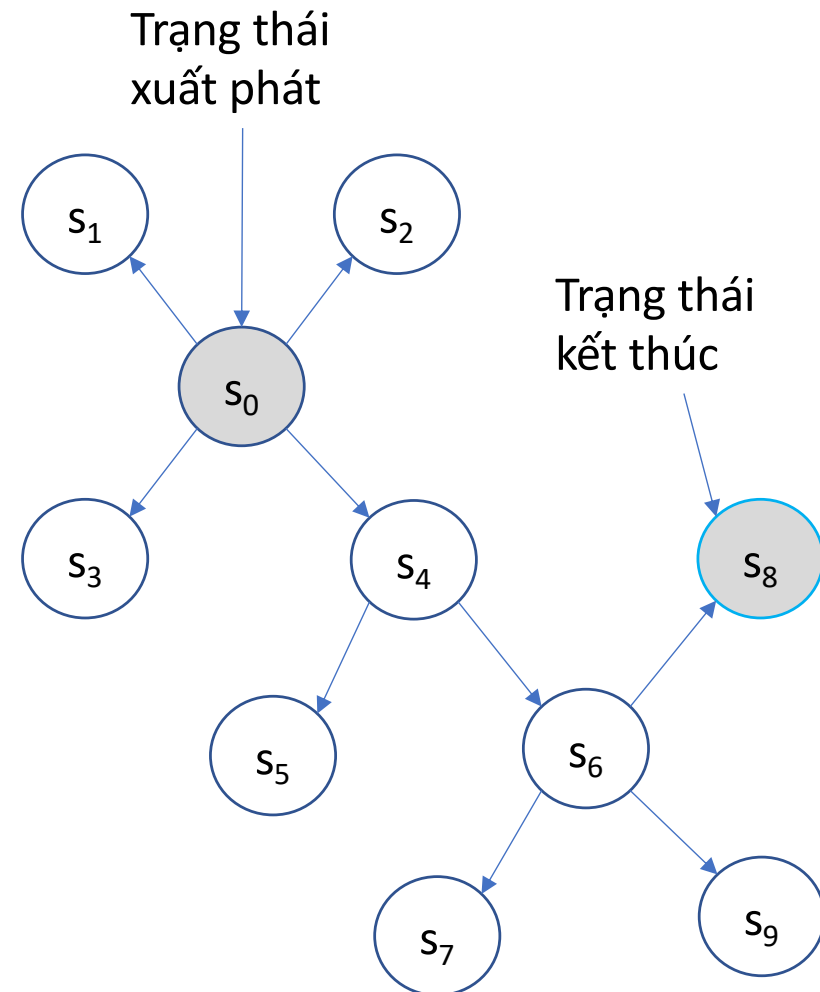 Trạng thái
xuất phát
s₁
s₂
Trạng thái
kết thúc
s₀
s₃
s₄
s₈
s₅
s₆
s₇
s₉